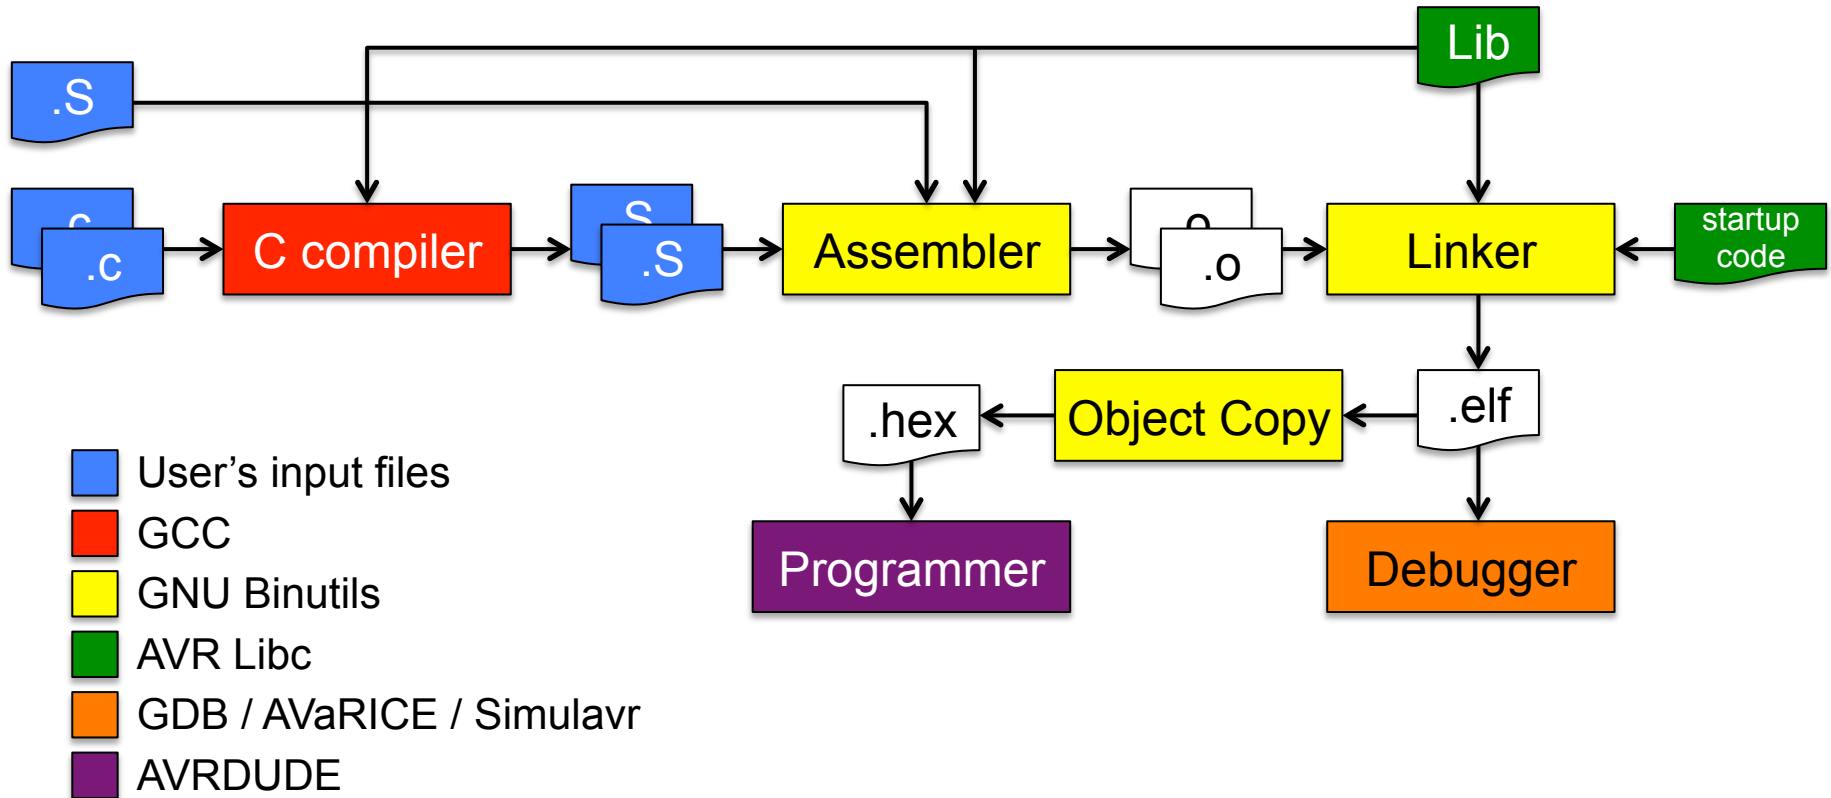 Lib
.S
.c
.c
C compiler
.S
.S
Assembler
.o
.o
Linker
startup
code
.hex
Object Copy
.elf
Programmer
Debugger
User’s input files
GCC
GNU Binutils
AVR Libc
GDB / AVaRICE / Simulavr
AVRDUDE